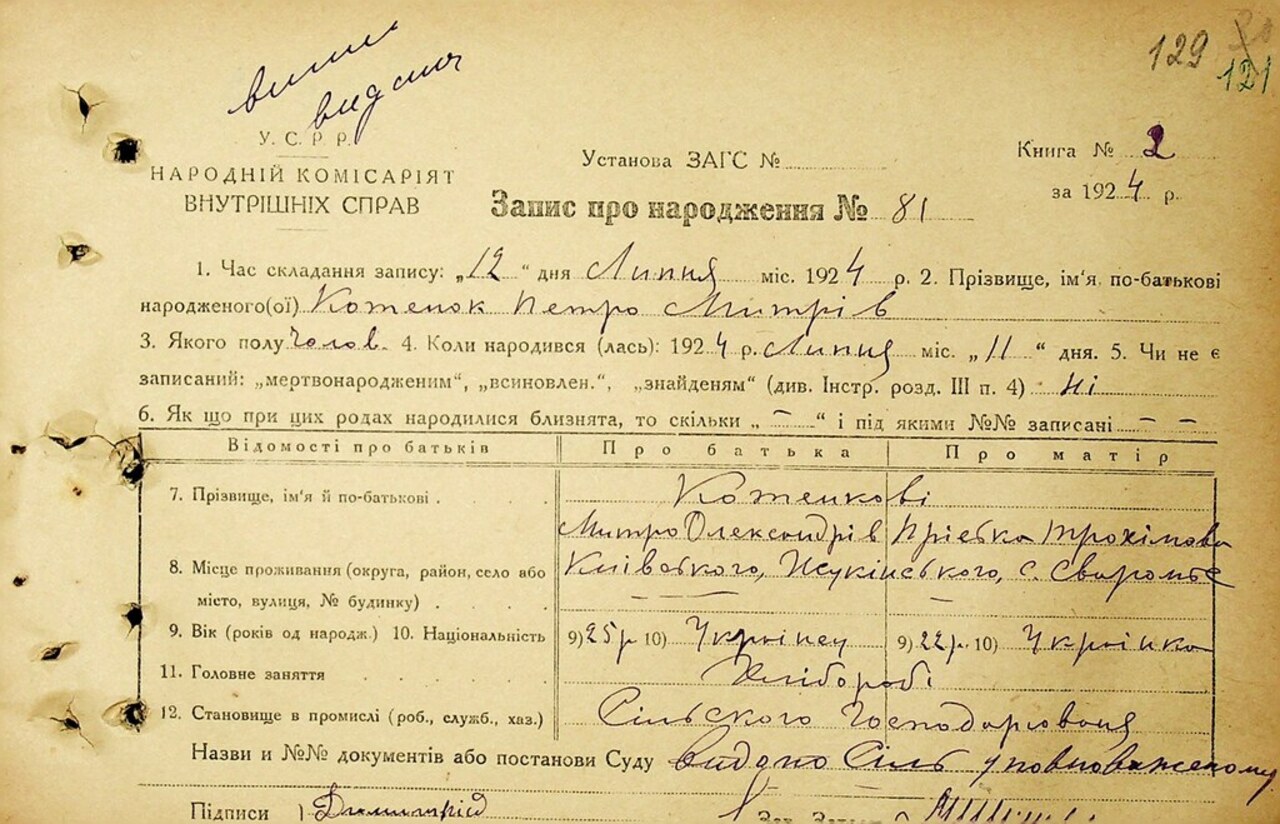 129
121
видана
У. С. Р. Р.
НАРОДНІЙ КОМІСАРІЯТ
ВНУТРІШНІХ СПРАВ
Установа ЗАГС №
Книга № 2
за 1924 р.
Запис про народження № 81
1. Час складання запису: „12“ дня Липня міс. 1924 р. 2. Прізвище, ім'я по-батькові
народженого(ої) Котенок Петро Митрів
3. Якого полу Чолов. 4. Коли народився (лась): 1924 р. Липня міс. „11“ дня. 5. Чи не є
записаний: „мертвонародженим“, „всиновлен.“, „знайденям“ (див. Інстр. розд. III п. 4) Ні
6. Як що при цих родах народилися близнята, то скільки „ – “ і під якими №№ записані – –
Відомості про батьків Про батька Про матір
7. Прізвище, ім'я й по-батькові Котенкові
Митро Олександрів Прієська Трохімова
8. Місце проживання (округа, район, село або Київського, Жукінського, с. Сваромьє
місто, вулиця, № будинку)
9. Вік (років од народж.) 10. Національність 9) 25 р 10) Українец 9) 22 р. 10) Українка
11. Головне заняття Хлібороби
12. Становище в промислі (роб., служб., хаз.) Сільского Господарюваня
Назви и №№ документів або постанови Суду видано Сіль уповноваженому
Підписи